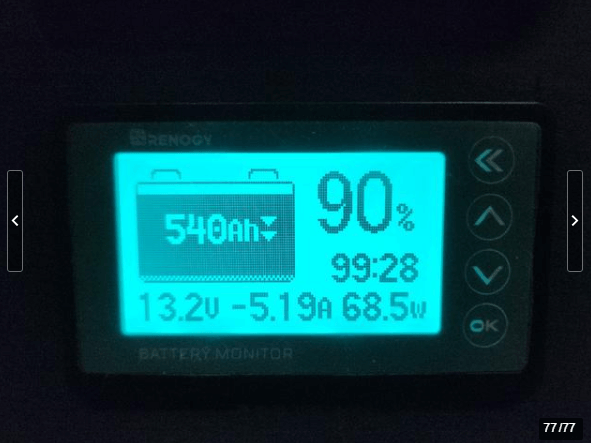 RENOGY
540Ah
90%
99:28
13.2V -5.19A 68.5W
OK
BATTERY MONITOR
77/77